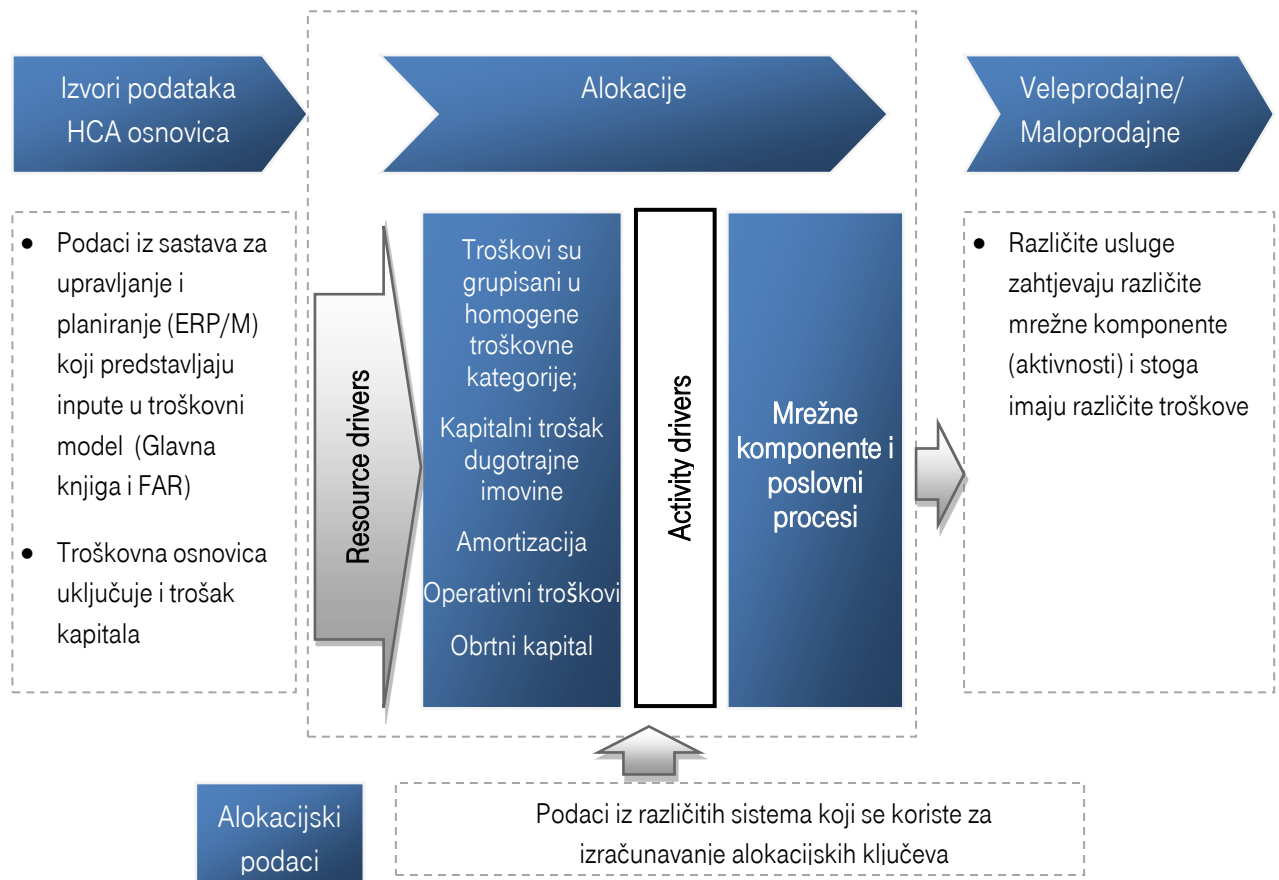 Izvori podataka
HCA osnovica
Alokacije
Veleprodajne/
Maloprodajne
● Podaci iz sastava za
upravljanje i
planiranje (ERP/M)
koji predstavljaju
inpute u troškovni
model (Glavna
knjiga i FAR)
● Troškovna osnovica
uključuje i trošak
kapitala
Resource drivers
Troškovi su
grupisani u
homogene
troškovne
kategorije;
Kapitalni trošak
dugotrajne
imovine
Amortizacija
Operativni troškovi
Obrtni kapital
Activity drivers
Mrežne
komponente i
poslovni
procesi
● Različite usluge
zahtjevaju različite
mrežne komponente
(aktivnosti) i stoga
imaju različite troškove
Alokacijski
podaci
Podaci iz različitih sistema koji se koriste za
izračunavanje alokacijskih ključeva